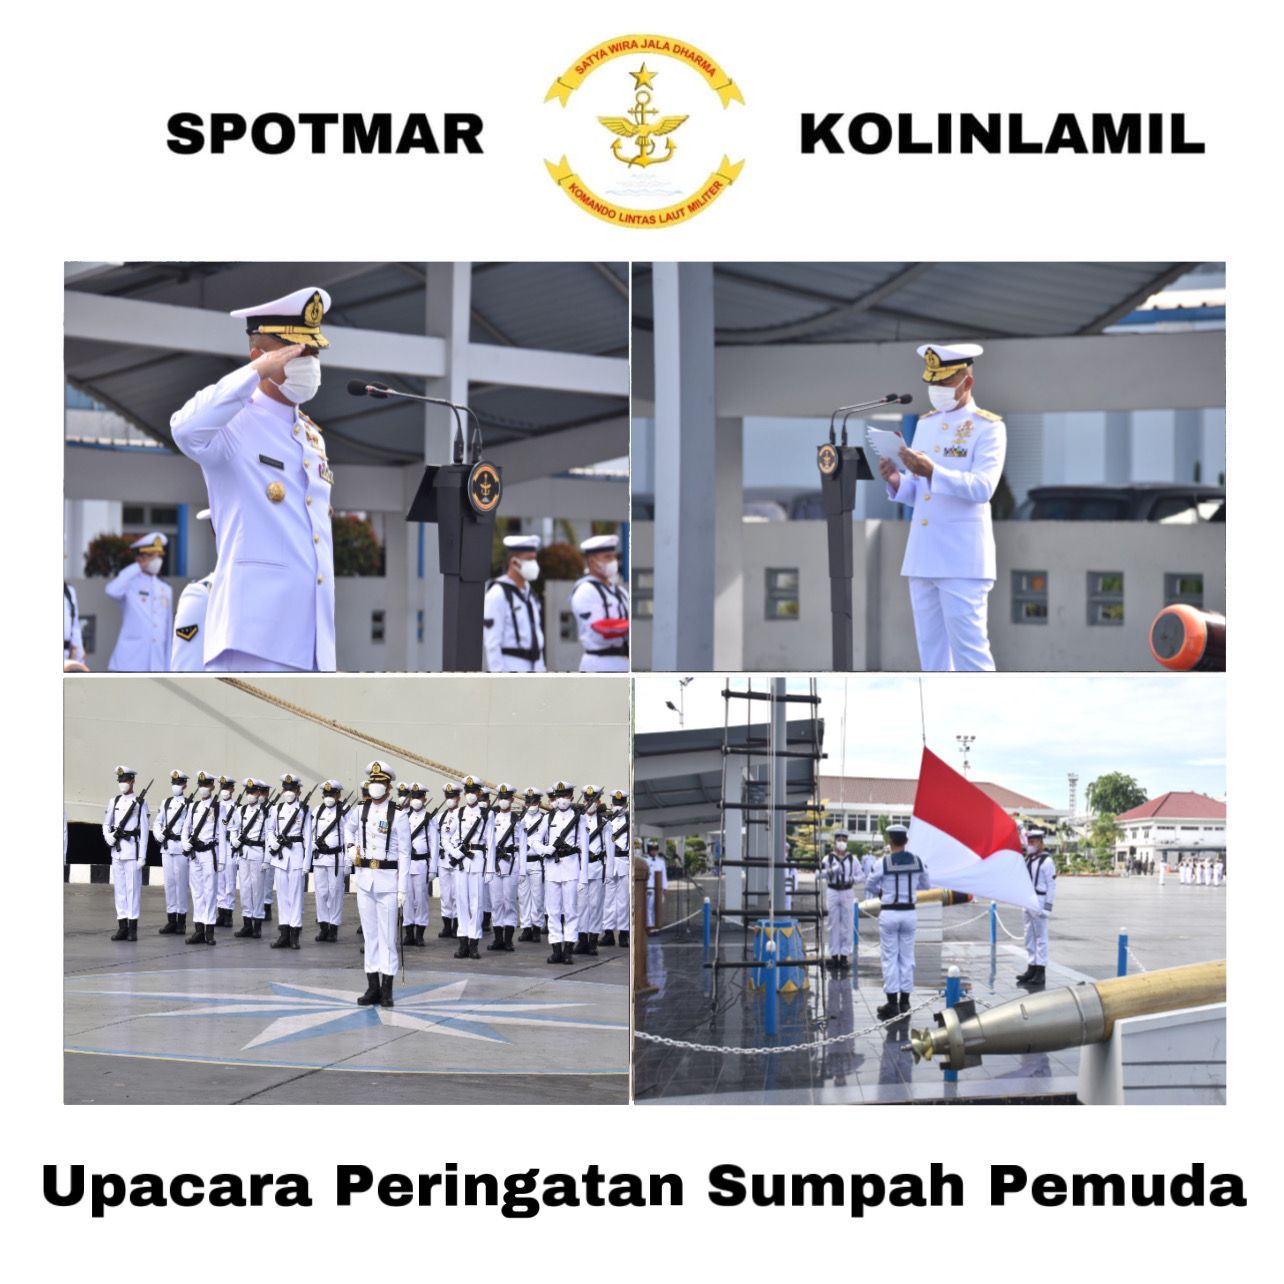 SPOTMAR
SATYA WIRA JALA DHARMA
KOMANDO LINTAS LAUT MILITER
KOLINLAMIL
Upacara Peringatan Sumpah Pemuda